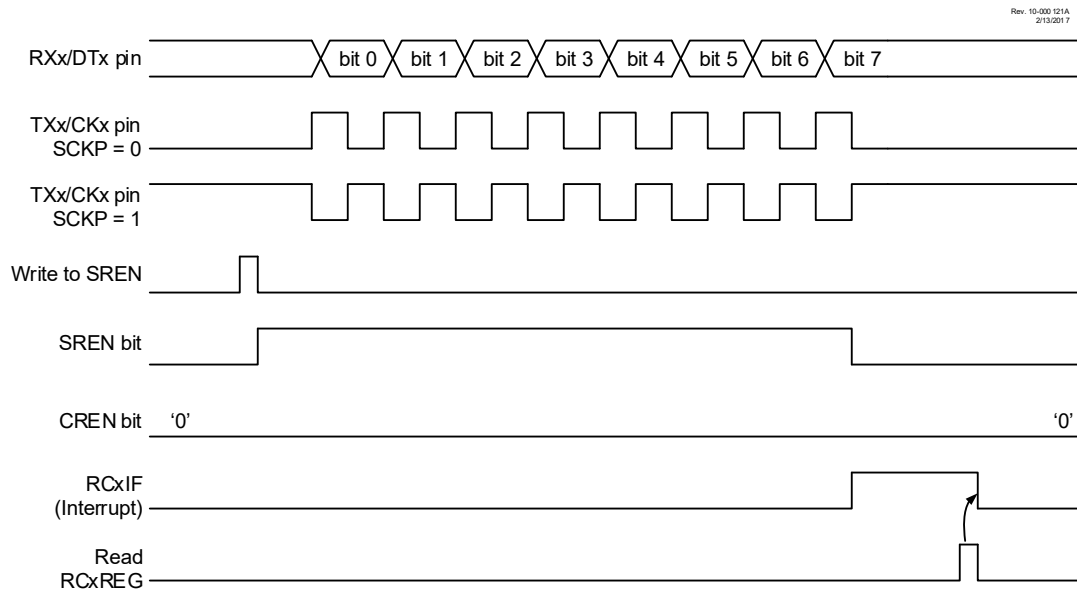 Rev. 10-000 121A
2/13/2017
RXx/DTx pin
bit 0 bit 1 bit 2 bit 3 bit 4 bit 5 bit 6 bit 7
TXx/CKx pin
SCKP = 0
TXx/CKx pin
SCKP = 1
Write to SREN
SREN bit
CREN bit ‘0’ ‘0’
RCxIF
(Interrupt)
Read
RCxREG